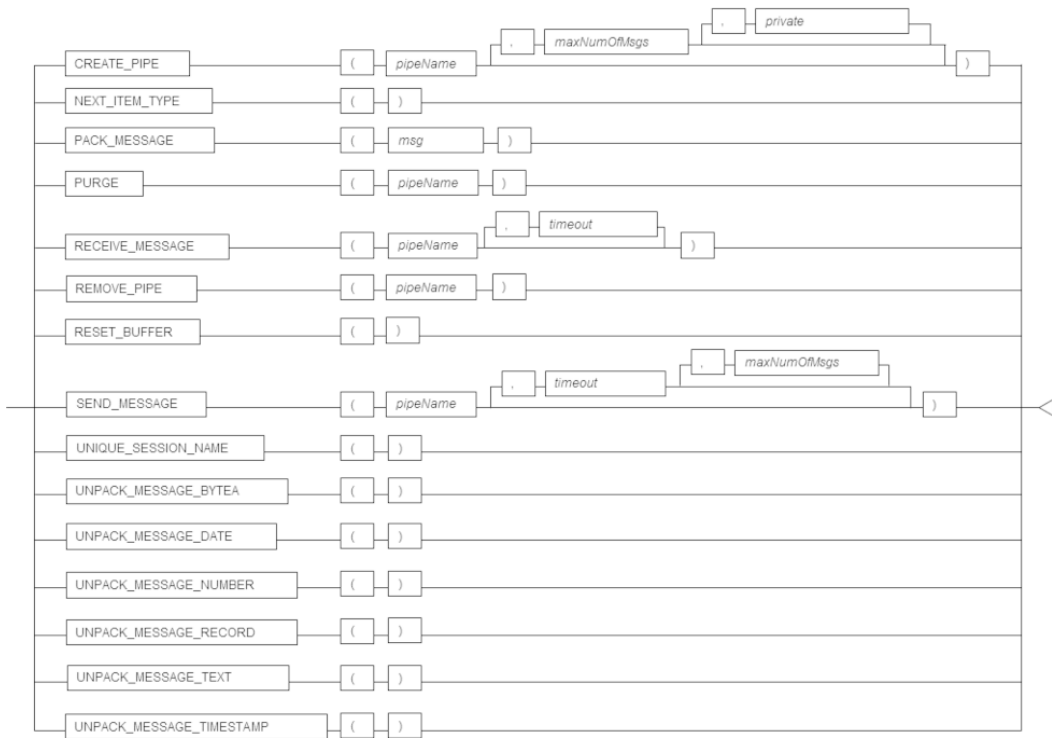 , private
, maxNumOfMsgs
CREATE_PIPE ( pipeName )
NEXT_ITEM_TYPE ( )
PACK_MESSAGE ( msg )
PURGE ( pipeName )
, timeout
RECEIVE_MESSAGE ( pipeName )
REMOVE_PIPE ( pipeName )
RESET_BUFFER ( )
, maxNumOfMsgs
, timeout
SEND_MESSAGE ( pipeName )
UNIQUE_SESSION_NAME ( )
UNPACK_MESSAGE_BYTEA ( )
UNPACK_MESSAGE_DATE ( )
UNPACK_MESSAGE_NUMBER ( )
UNPACK_MESSAGE_RECORD ( )
UNPACK_MESSAGE_TEXT ( )
UNPACK_MESSAGE_TIMESTAMP ( )